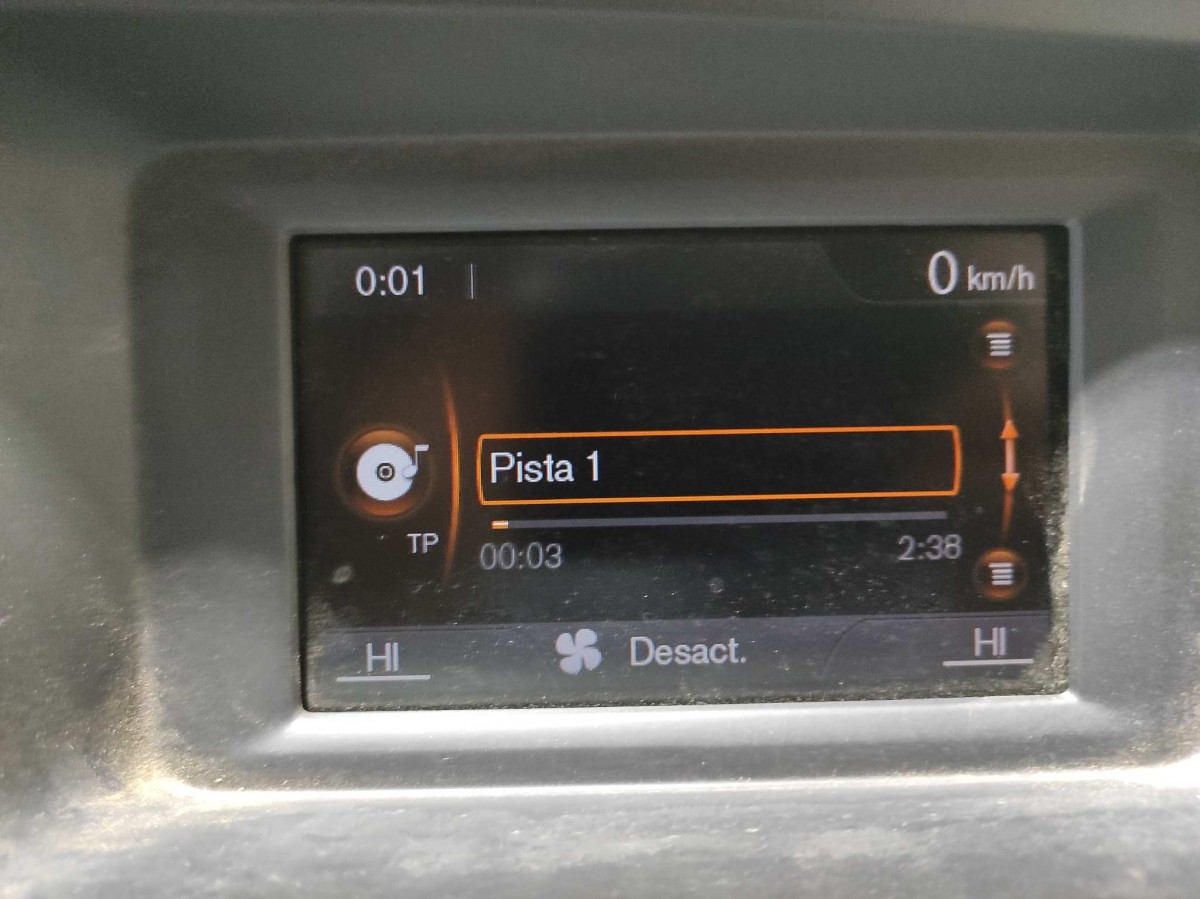 0:01
0 km/h
Pista 1
TP
00:03
2:38
HI
Desact.
HI